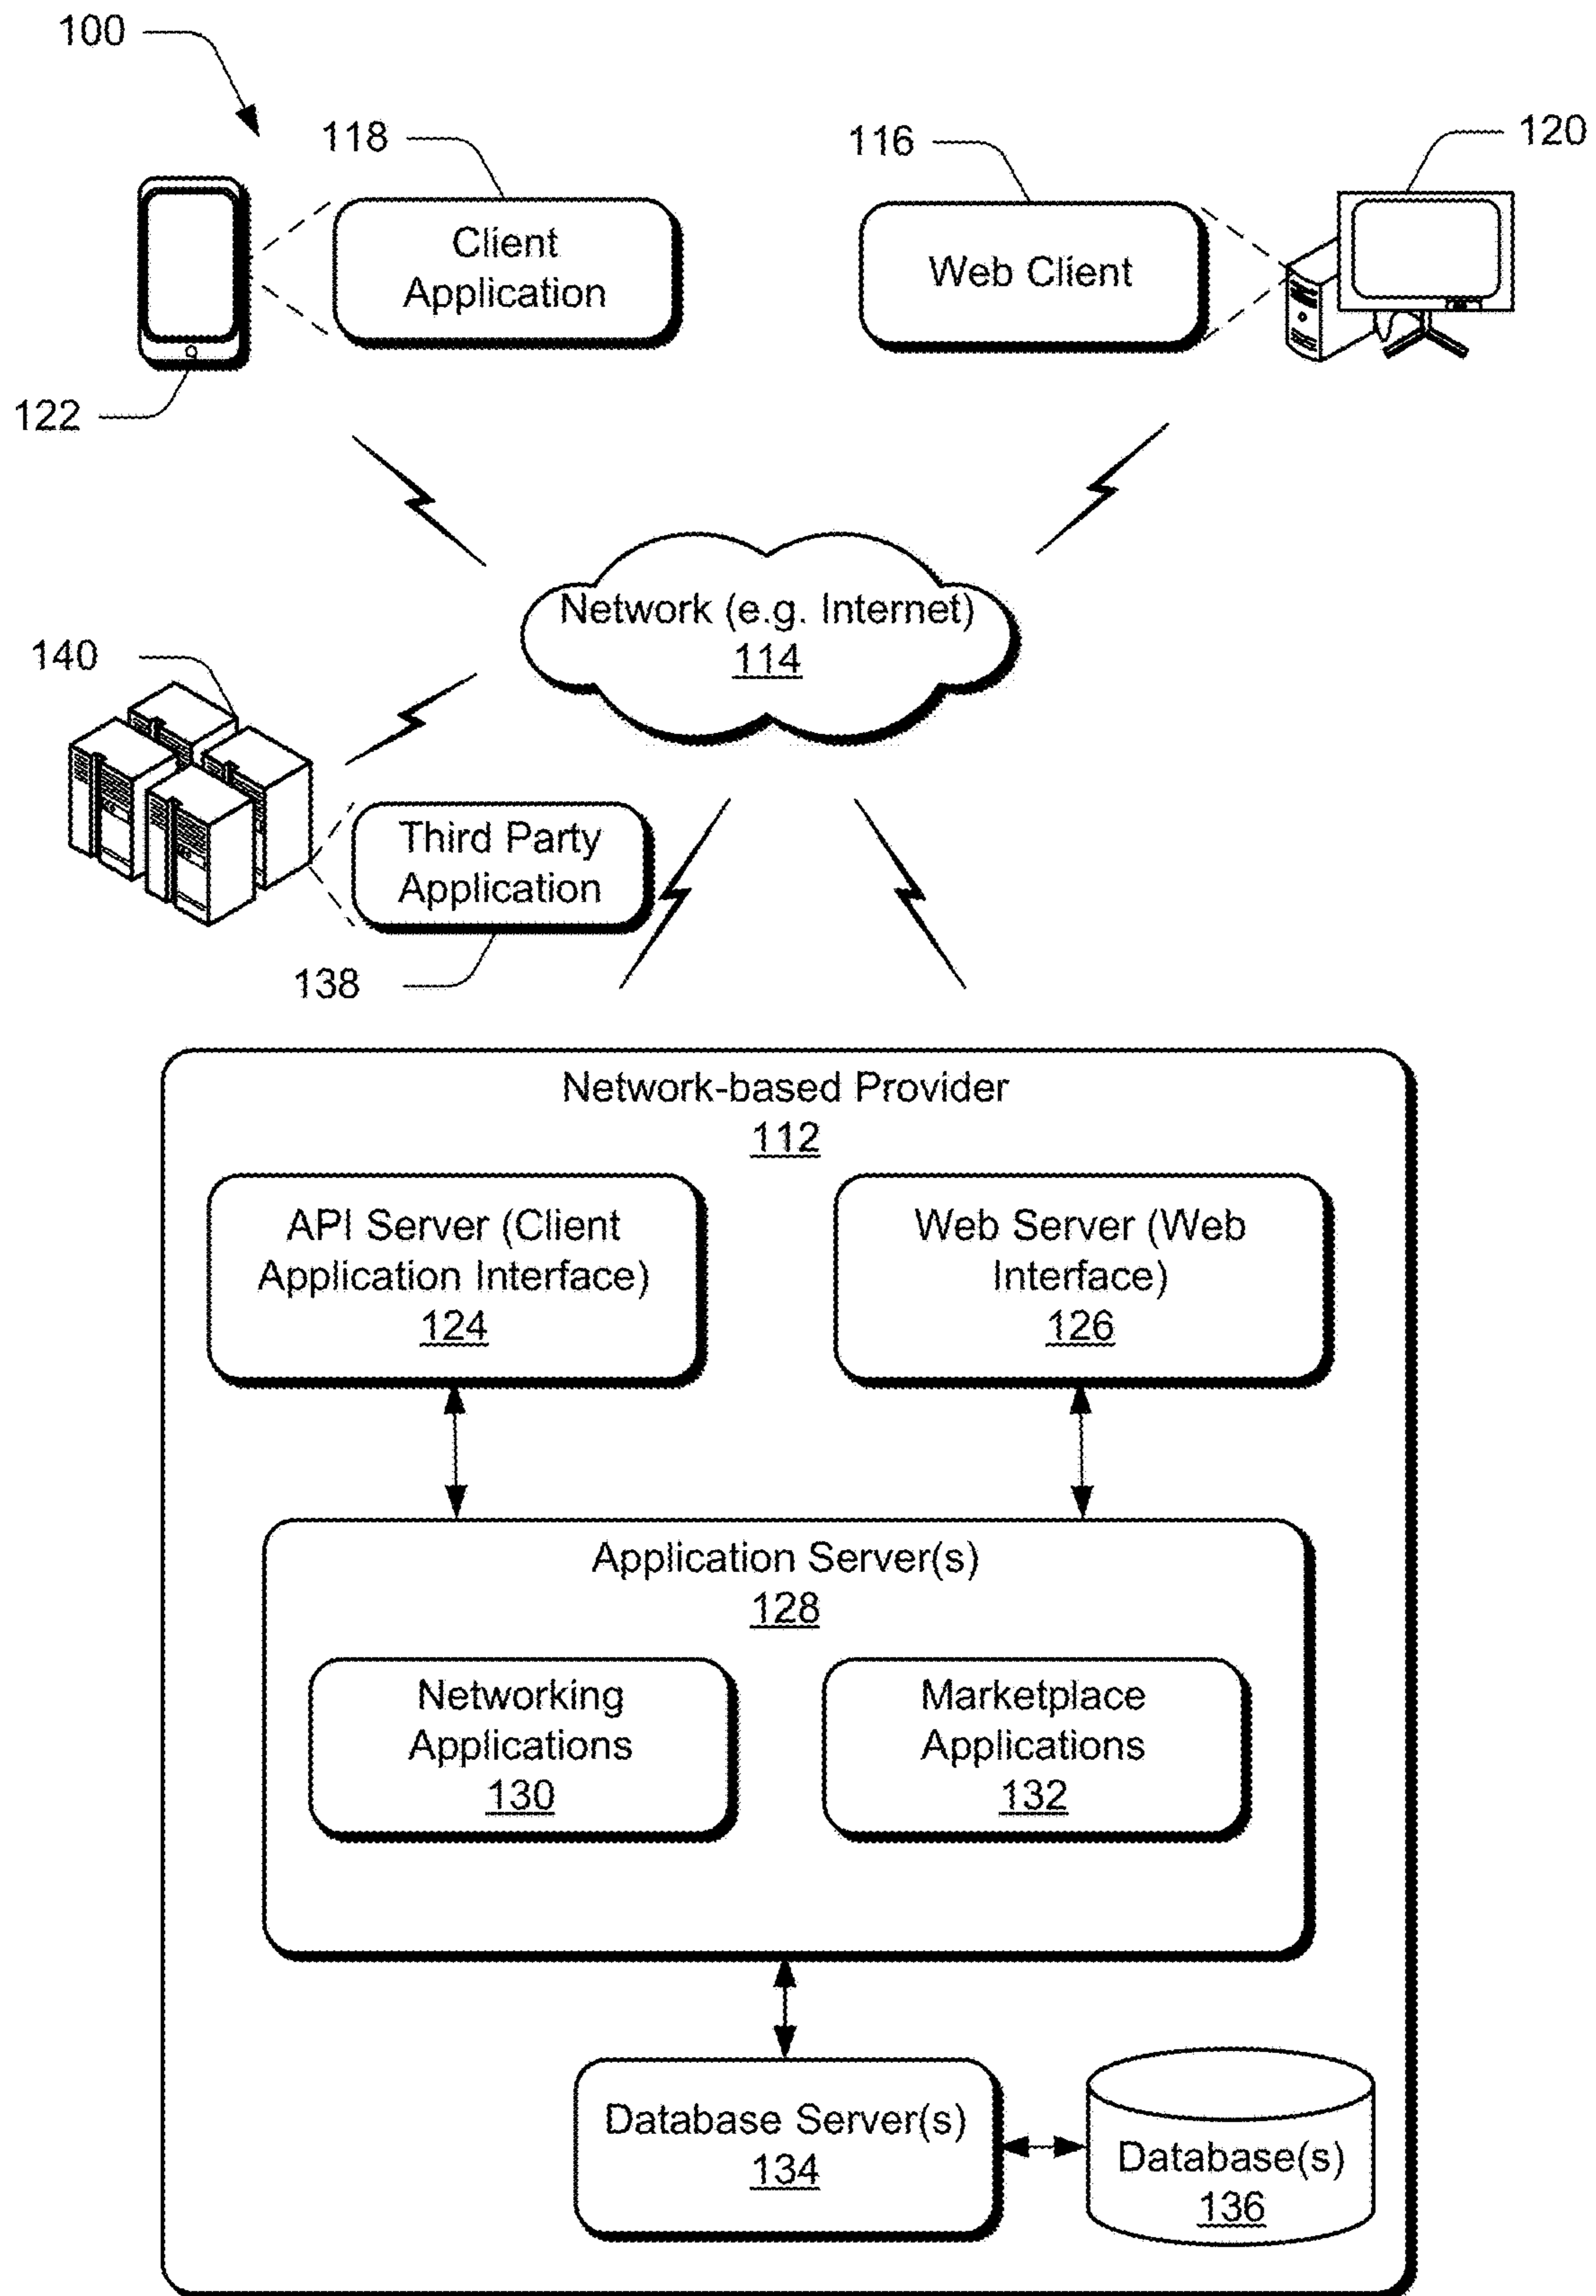 100
118
116
120
Client
Application
Web Client
122
Network (e.g. Internet)
114
140
Third Party
Application
138
Network-based Provider
112
API Server (Client
Application Interface)
124
Web Server (Web
Interface)
126
Application Server(s)
128
Networking
Applications
130
Marketplace
Applications
132
Database Server(s)
134
Database(s)
136